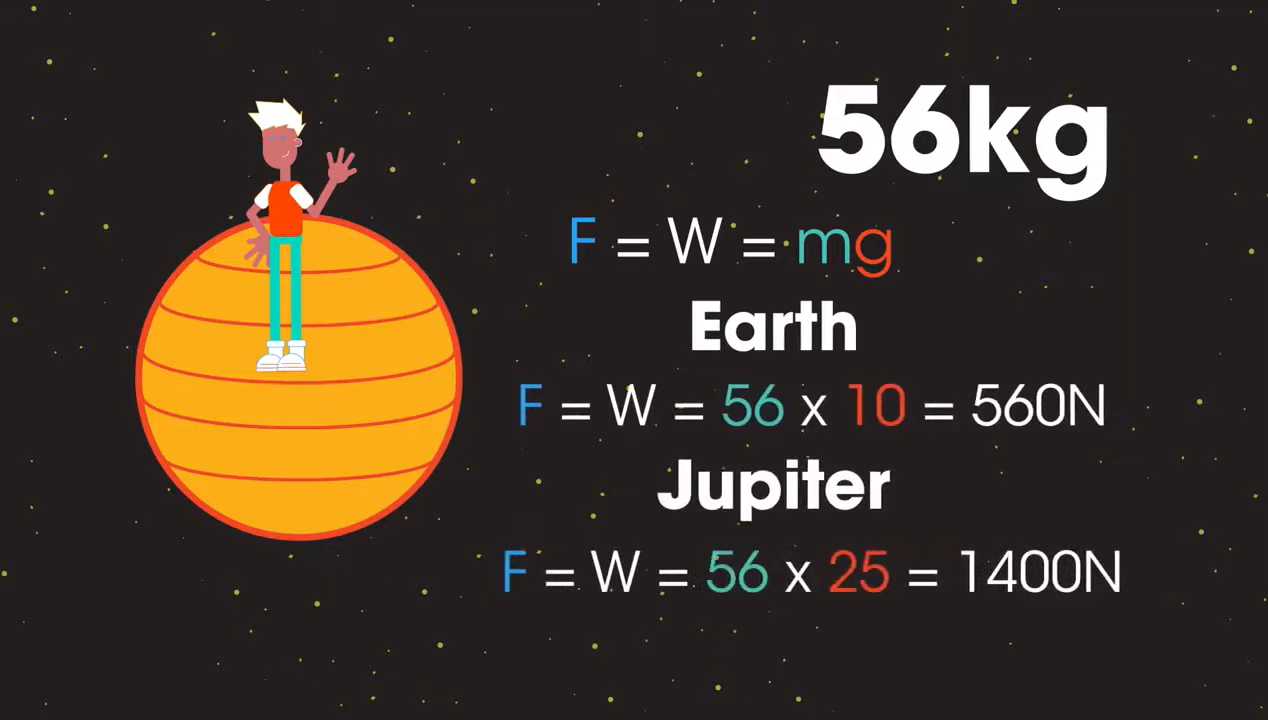 56kg
F = W = mg
Earth
F = W = 56 x 10 = 560N
Jupiter
F = W = 56 x 25 = 1400N